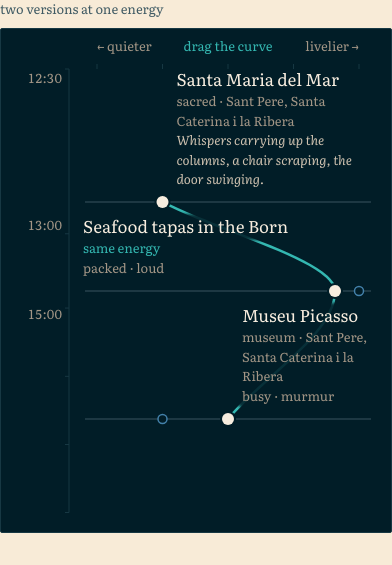 two versions at one energy
← quieter drag the curve livelier →
12:30
Santa Maria del Mar
sacred · Sant Pere, Santa
Caterina i la Ribera
Whispers carrying up the
columns, a chair scraping, the
door swinging.
13:00
Seafood tapas in the Born
same energy
packed · loud
15:00
Museu Picasso
museum · Sant Pere,
Santa Caterina i la
Ribera
busy · murmur